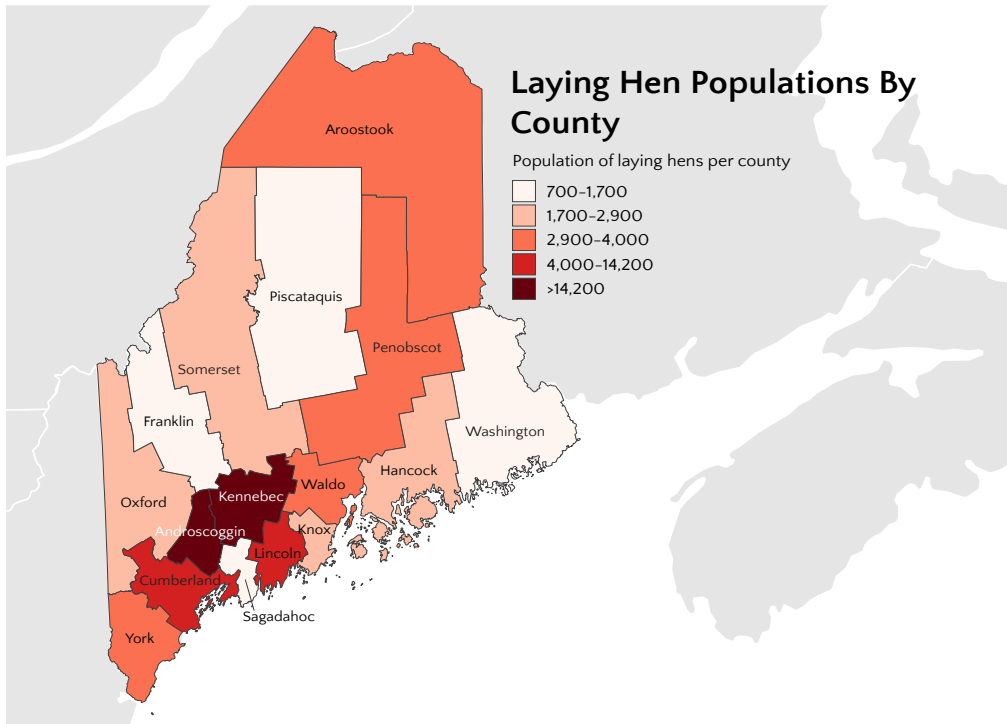 Laying Hen Populations By
County
Population of laying hens per county
700–1,700
1,700–2,900
2,900–4,000
4,000–14,200
>14,200
Aroostook
Piscataquis
Penobscot
Somerset
Franklin
Washington
Hancock
Waldo
Kennebec
Oxford
Androscoggin
Knox
Lincoln
Cumberland
Sagadahoc
York